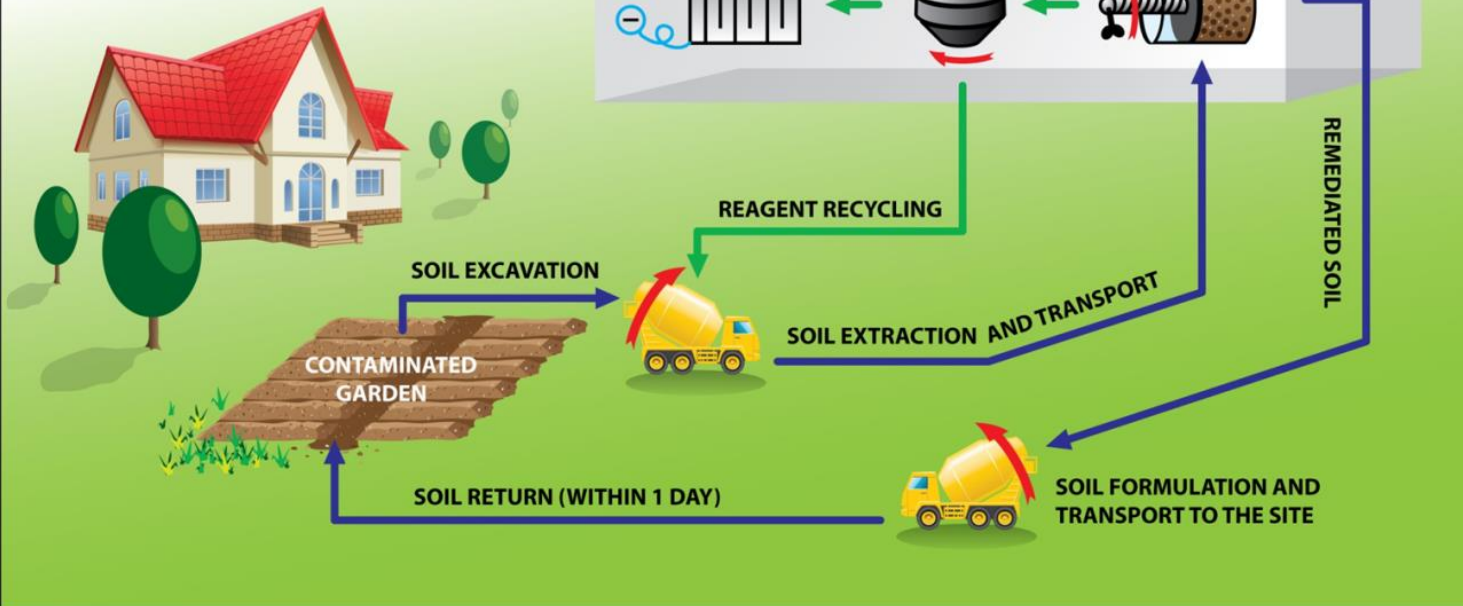 REAGENT RECYCLING
REMEDIATED SOIL
SOIL EXCAVATION
SOIL EXTRACTION AND TRANSPORT
CONTAMINATED
GARDEN
SOIL RETURN (WITHIN 1 DAY)
SOIL FORMULATION AND
TRANSPORT TO THE SITE